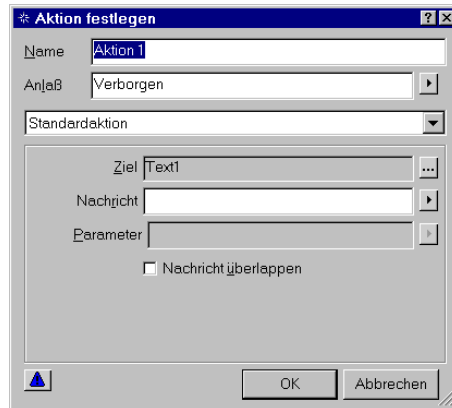 Aktion festlegen
Name Aktion 1
Anlaß Verborgen
Standardaktion
Ziel Text1 ...
Nachricht
Parameter
Nachricht überlappen
OK Abbrechen